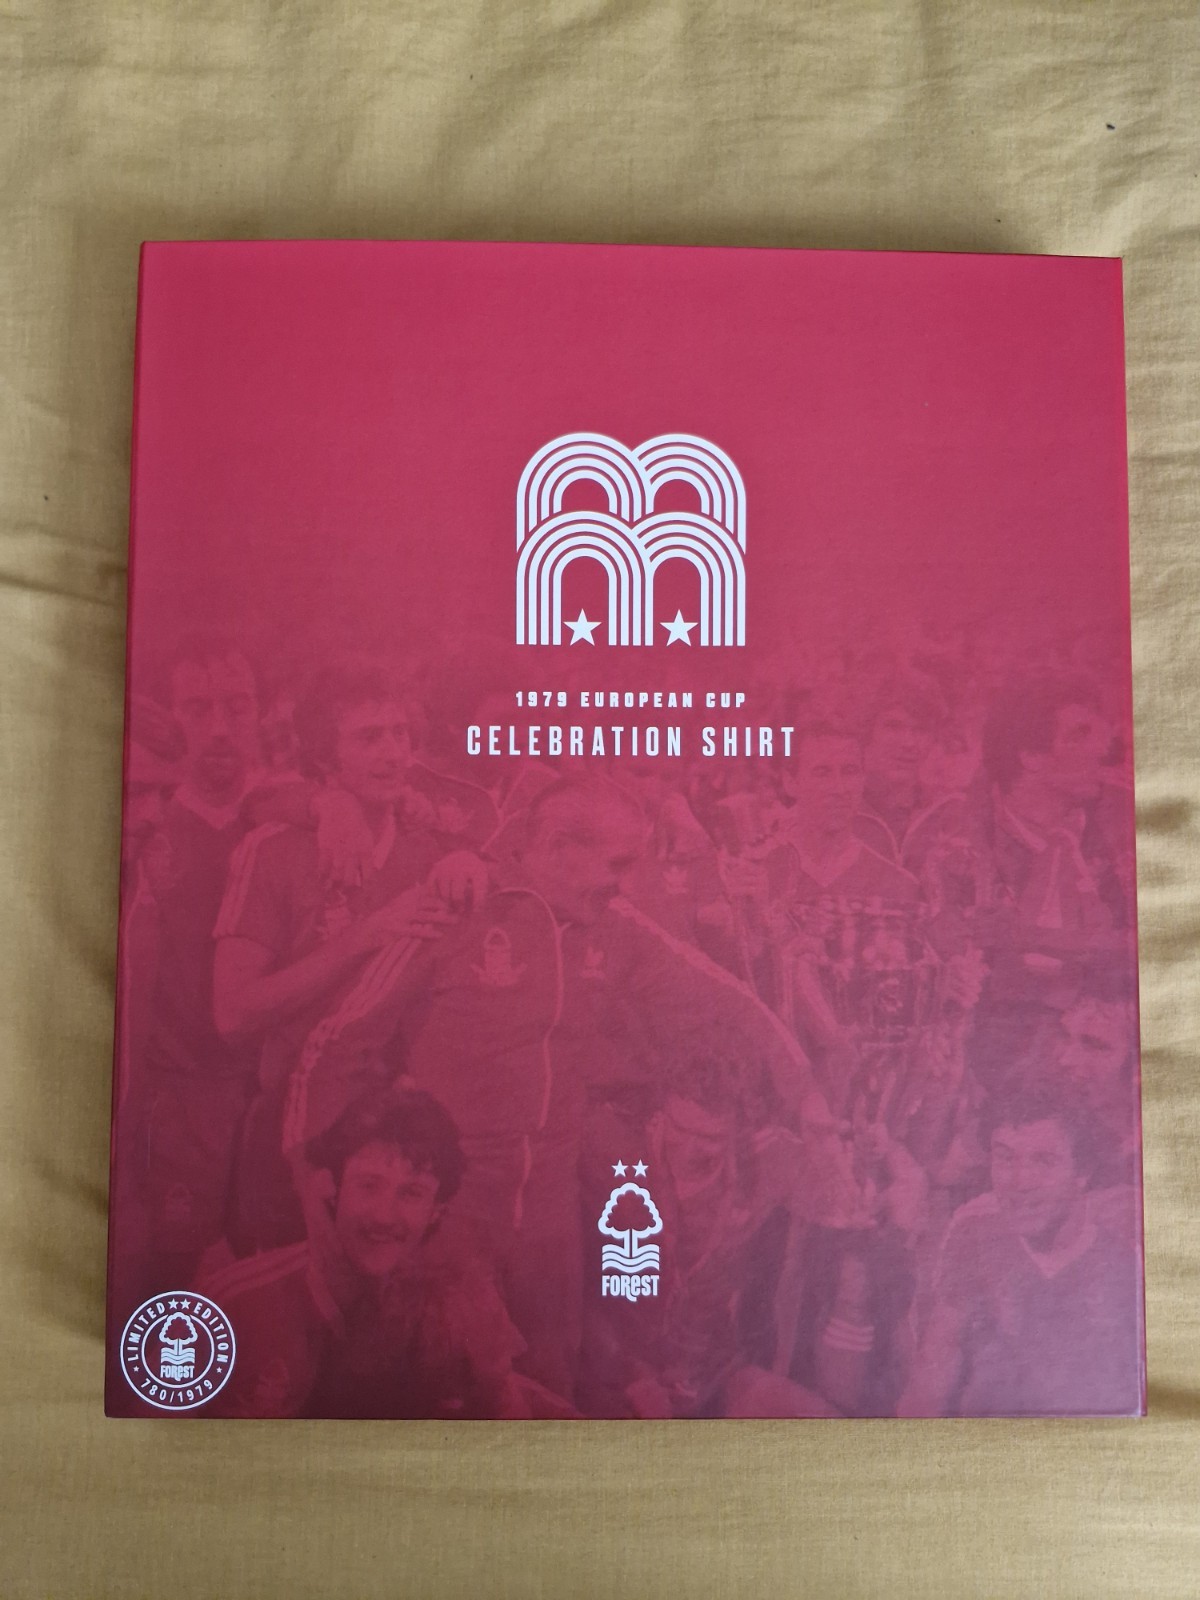 1979 EUROPEAN CUP
CELEBRATION SHIRT
FOREST
LIMITED ★★ EDITION
FOREST
780/1979